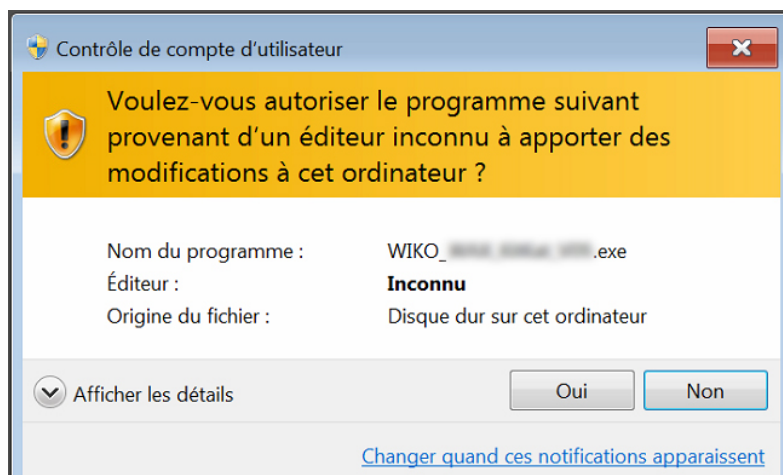 Contrôle de compte d'utilisateur
Voulez-vous autoriser le programme suivant
provenant d'un éditeur inconnu à apporter des
modifications à cet ordinateur ?
Nom du programme : WIKO_ .exe
Éditeur : Inconnu
Origine du fichier : Disque dur sur cet ordinateur
Afficher les détails Oui Non
Changer quand ces notifications apparaissent